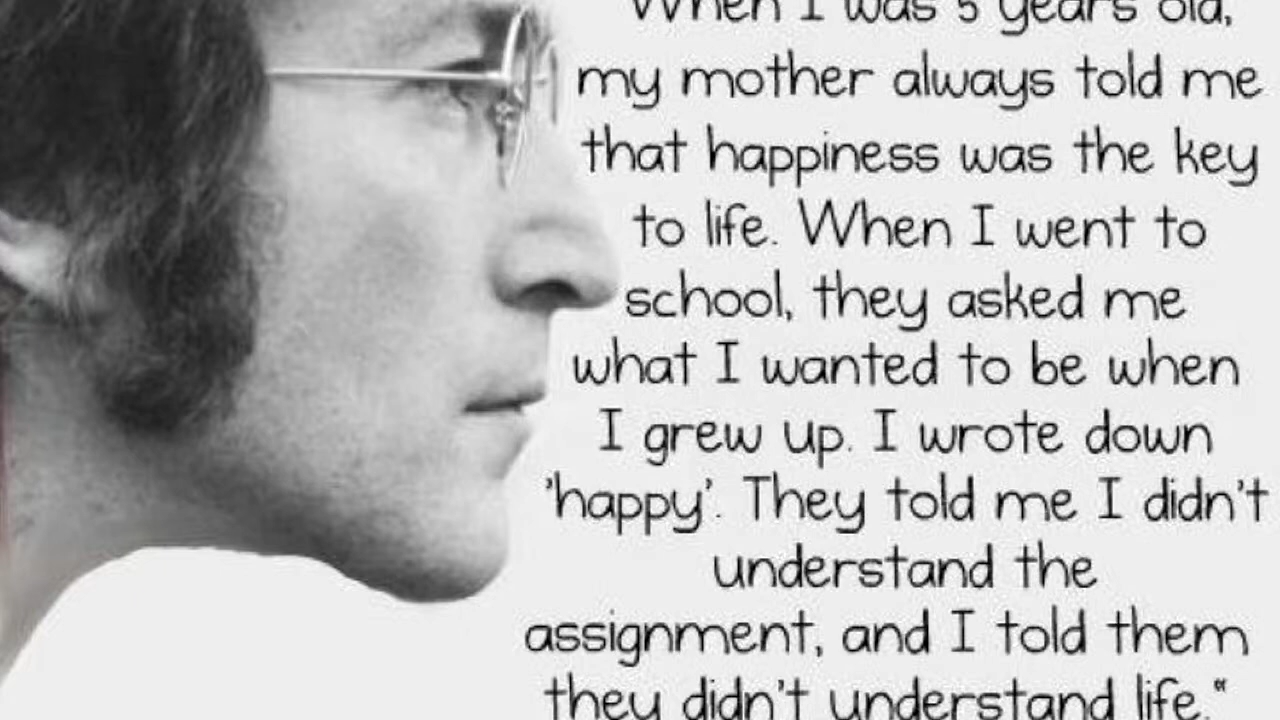 When I was 5 years old,
my mother always told me
that happiness was the key
to life. When I went to
school, they asked me
what I wanted to be when
I grew up. I wrote down
'happy'. They told me I didn't
understand the
assignment, and I told them
they didn't understand life."